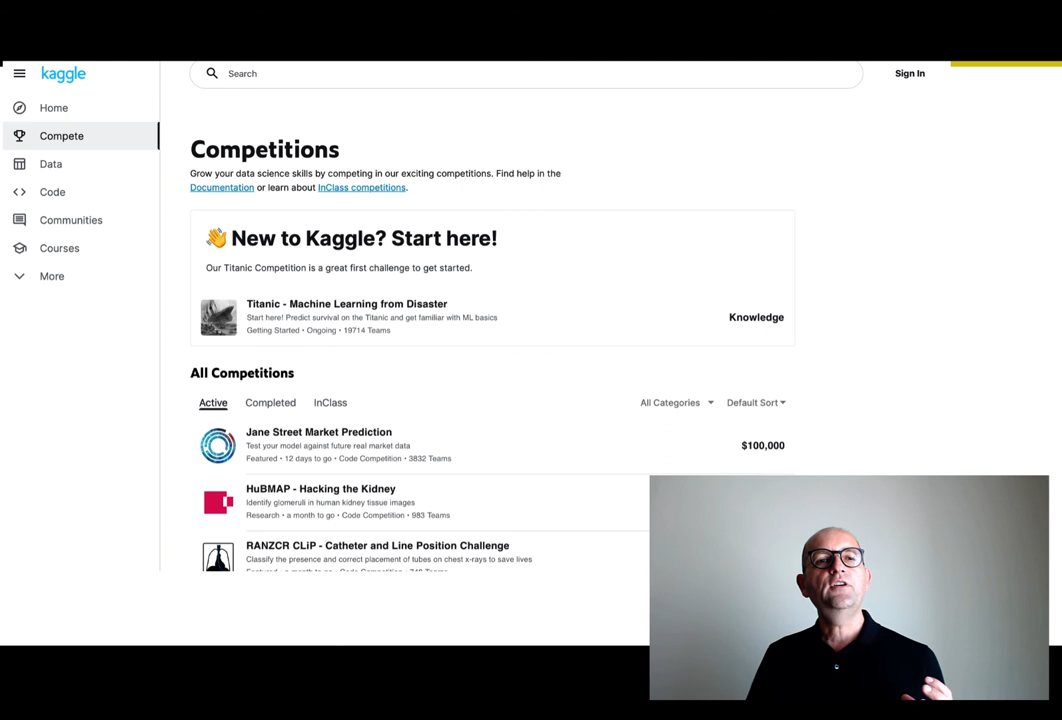 kaggle
Search
Sign In
Home
Compete
Data
Code
Communities
Courses
More
Competitions
Grow your data science skills by competing in our exciting competitions. Find help in the
Documentation or learn about InClass competitions.
👋 New to Kaggle? Start here!
Our Titanic Competition is a great first challenge to get started.
Titanic - Machine Learning from Disaster
Start here! Predict survival on the Titanic and get familiar with ML basics
Getting Started • Ongoing • 19714 Teams
Knowledge
All Competitions
Active Completed InClass
All Categories Default Sort
Jane Street Market Prediction
Test your model against future real market data
Featured • 12 days to go • Code Competition • 3832 Teams
$100,000
HuBMAP - Hacking the Kidney
Identify glomeruli in human kidney tissue images
Research • a month to go • Code Competition • 983 Teams
RANZCR CLiP - Catheter and Line Position Challenge
Classify the presence and correct placement of tubes on chest x-rays to save lives